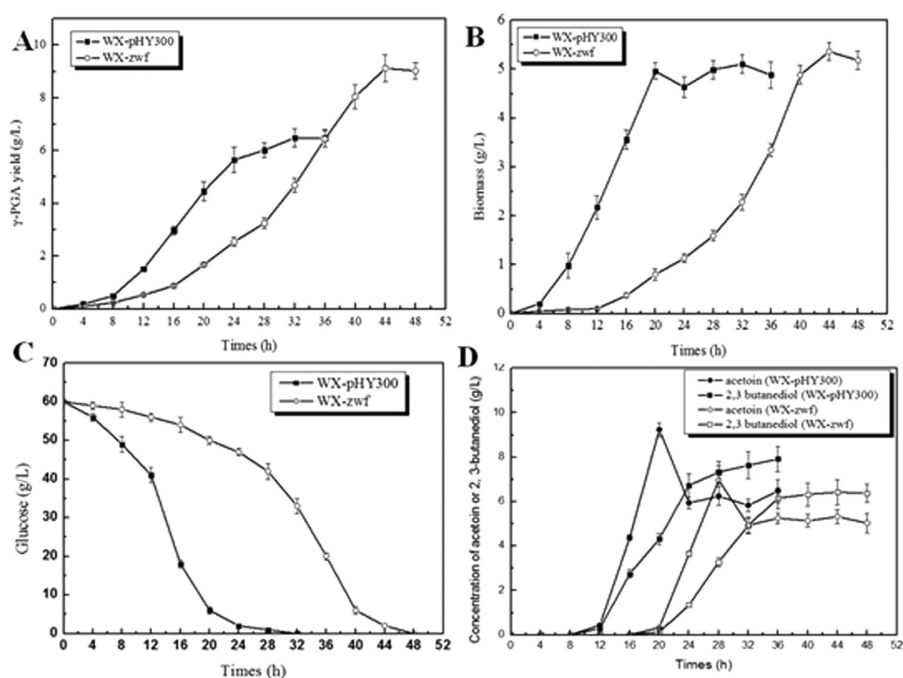 A
WX-pHY300
WX-zwf
γ-PGA yield (g/L)
10
8
6
4
2
0
0 4 8 12 16 20 24 28 32 36 40 44 48 52
Times (h)
B
WX-pHY300
WX-zwf
Biomass (g/L)
6
5
4
3
2
1
0
0 4 8 12 16 20 24 28 32 36 40 44 48 52
Times (h)
C
WX-pHY300
WX-zwf
Glucose (g/L)
70
60
50
40
30
20
10
0
0 4 8 12 16 20 24 28 32 36 40 44 48 52
Times (h)
D
acetoin (WX-pHY300)
2,3 butanediol (WX-pHY300)
acetoin (WX-zwf)
2,3 butanediol (WX-zwf)
Concentration of acetoin or 2, 3-butanediol (g/L)
12
10
8
6
4
2
0
0 4 8 12 16 20 24 28 32 36 40 44 48 52
Times (h)